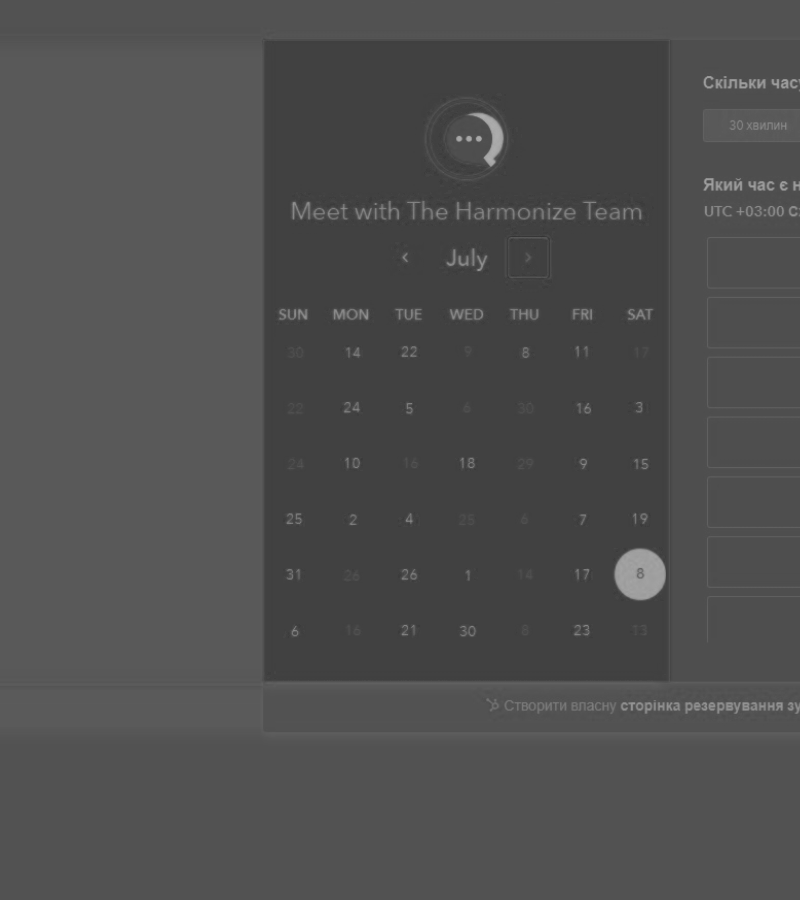 Meet with The Harmonize Team
‹ July ›
SUN MON TUE WED THU FRI SAT
30 14 22 9 8 11 17
22 24 5 6 30 16 3
24 10 16 18 29 9 15
25 2 4 25 6 7 19
31 26 26 1 14 17 8
6 16 21 30 8 23 13
Скільки часу
30 хвилин
Який час є н
UTC +03:00
Створити власну сторінка резервування зу